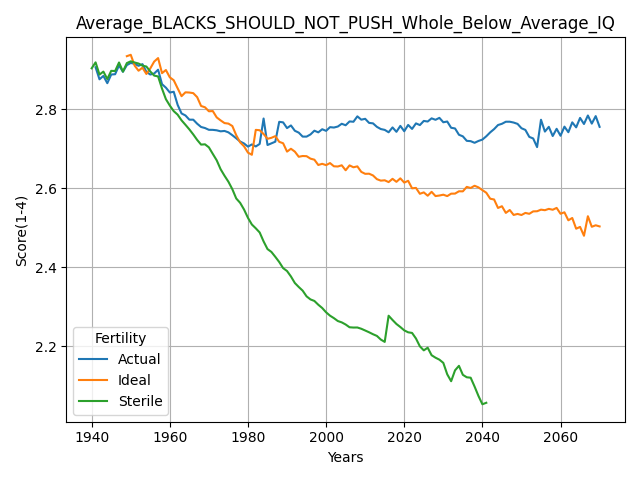 Average_BLACKS_SHOULD_NOT_PUSH_Whole_Below_Average_IQ
Score(1-4)
2.8
2.6
2.4
2.2
Fertility
Actual
Ideal
Sterile
1940 1960 1980 2000 2020 2040 2060
Years